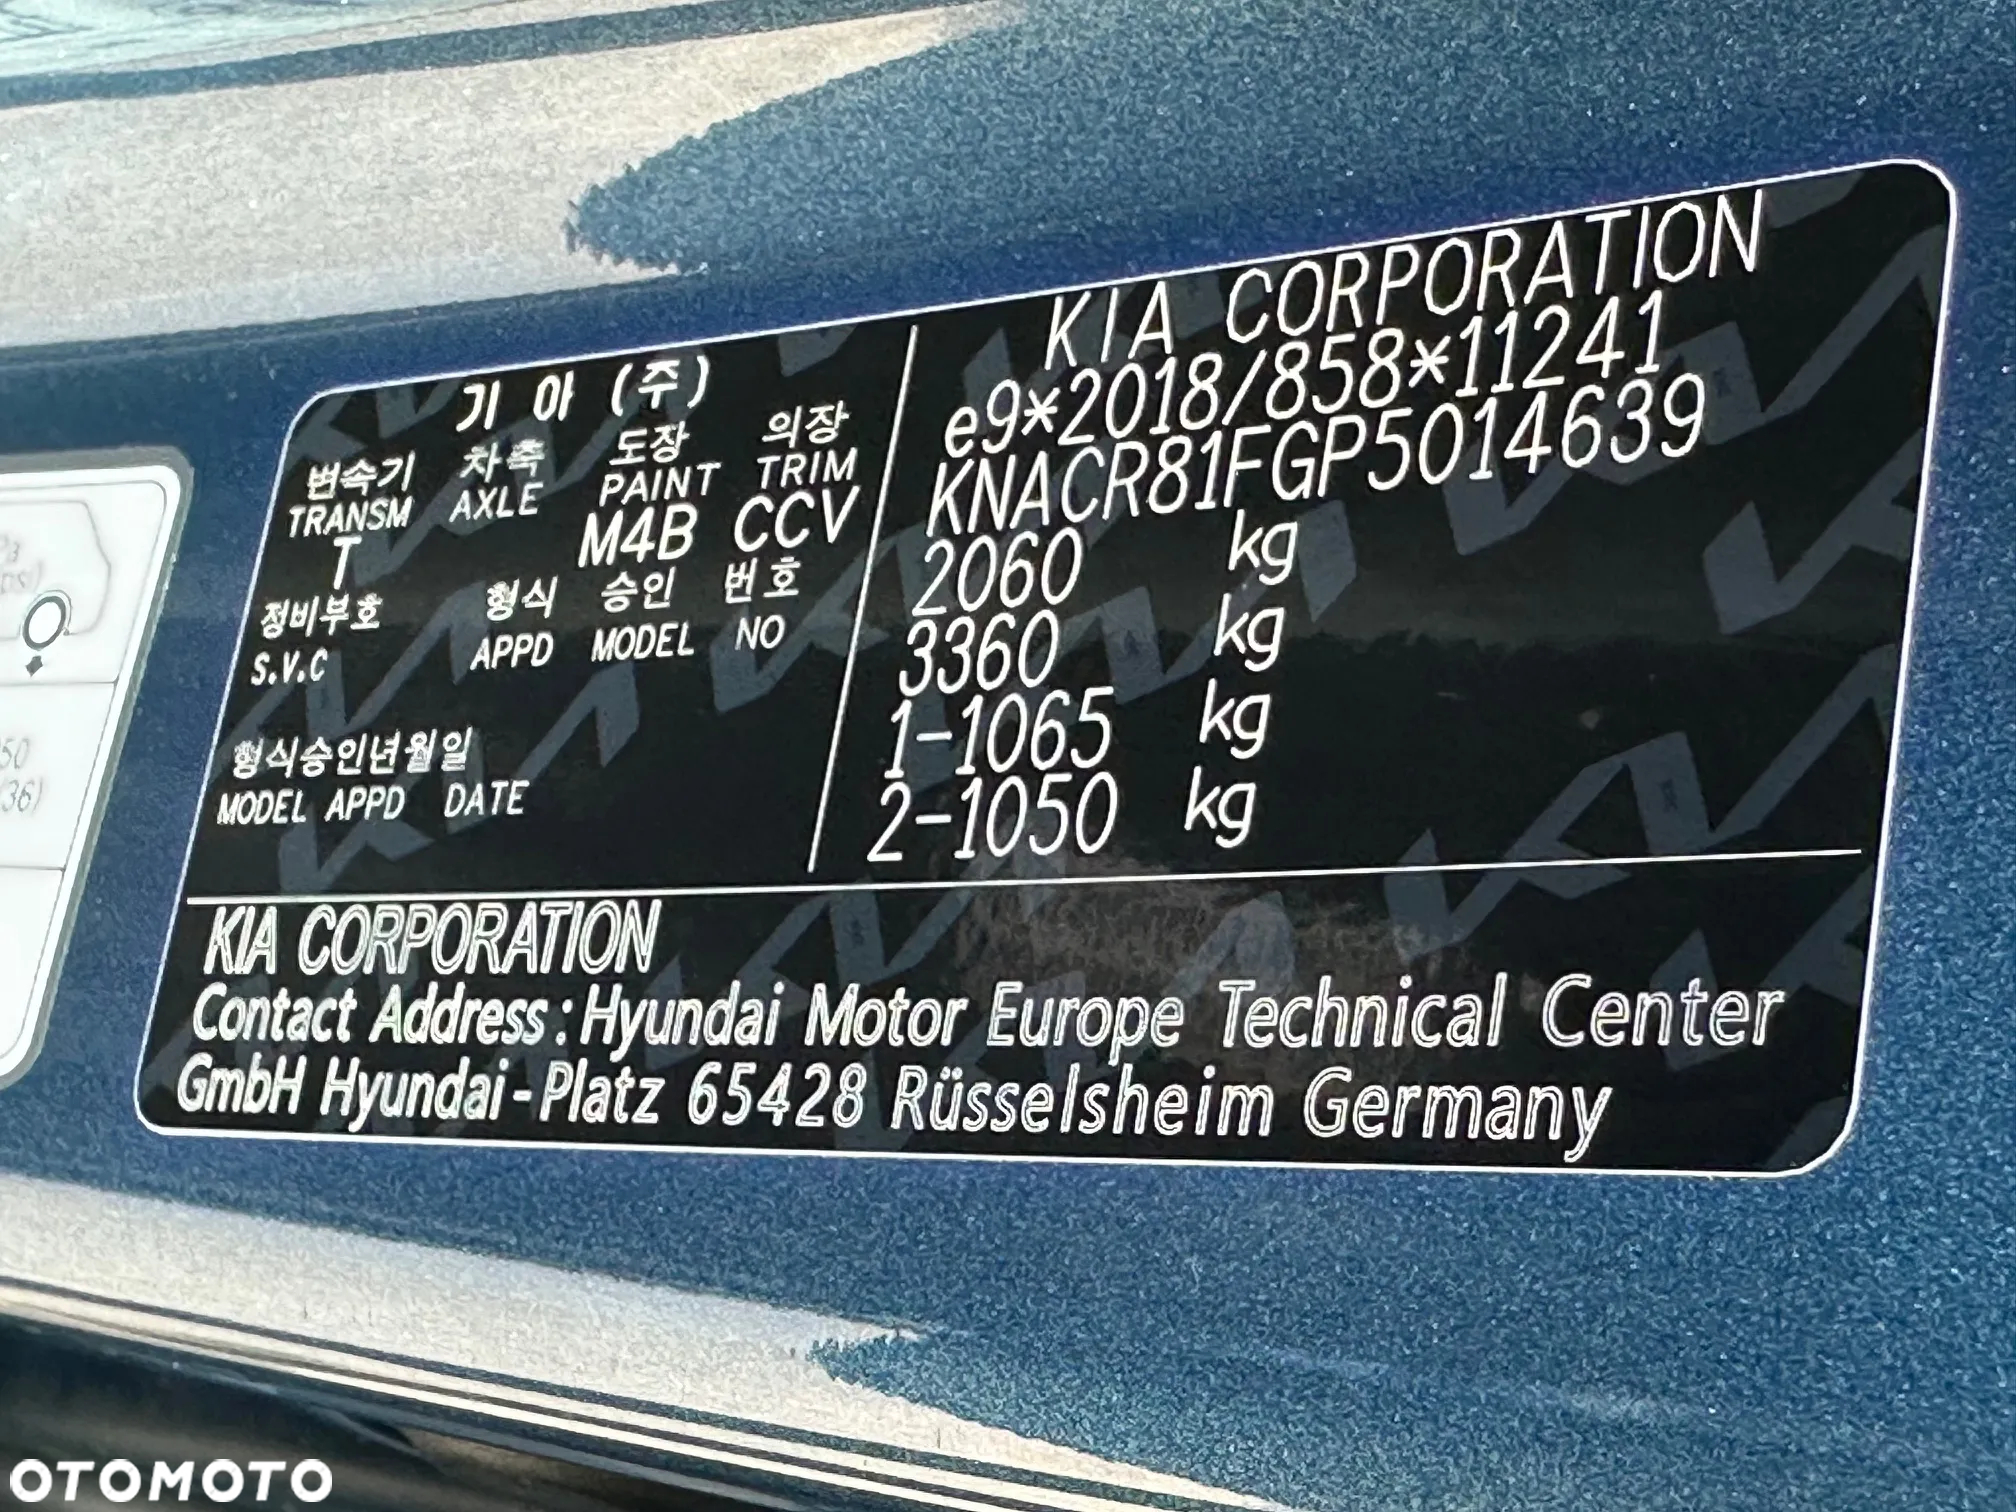 기 아 (주)
변속기 차축 도장 의장
TRANSM AXLE PAINT TRIM
T M4B CCV
정비부호 형식 승인 번호
S.V.C APPD MODEL NO
형식승인년월일
MODEL APPD DATE
KIA CORPORATION
e9*2018/858*11241
KNACR81FGP5014639
2060 kg
3360 kg
1-1065 kg
2-1050 kg
KIA CORPORATION
Contact Address : Hyundai Motor Europe Technical Center
GmbH Hyundai-Platz 65428 Rüsselsheim Germany
50
36)
OTOMOTO